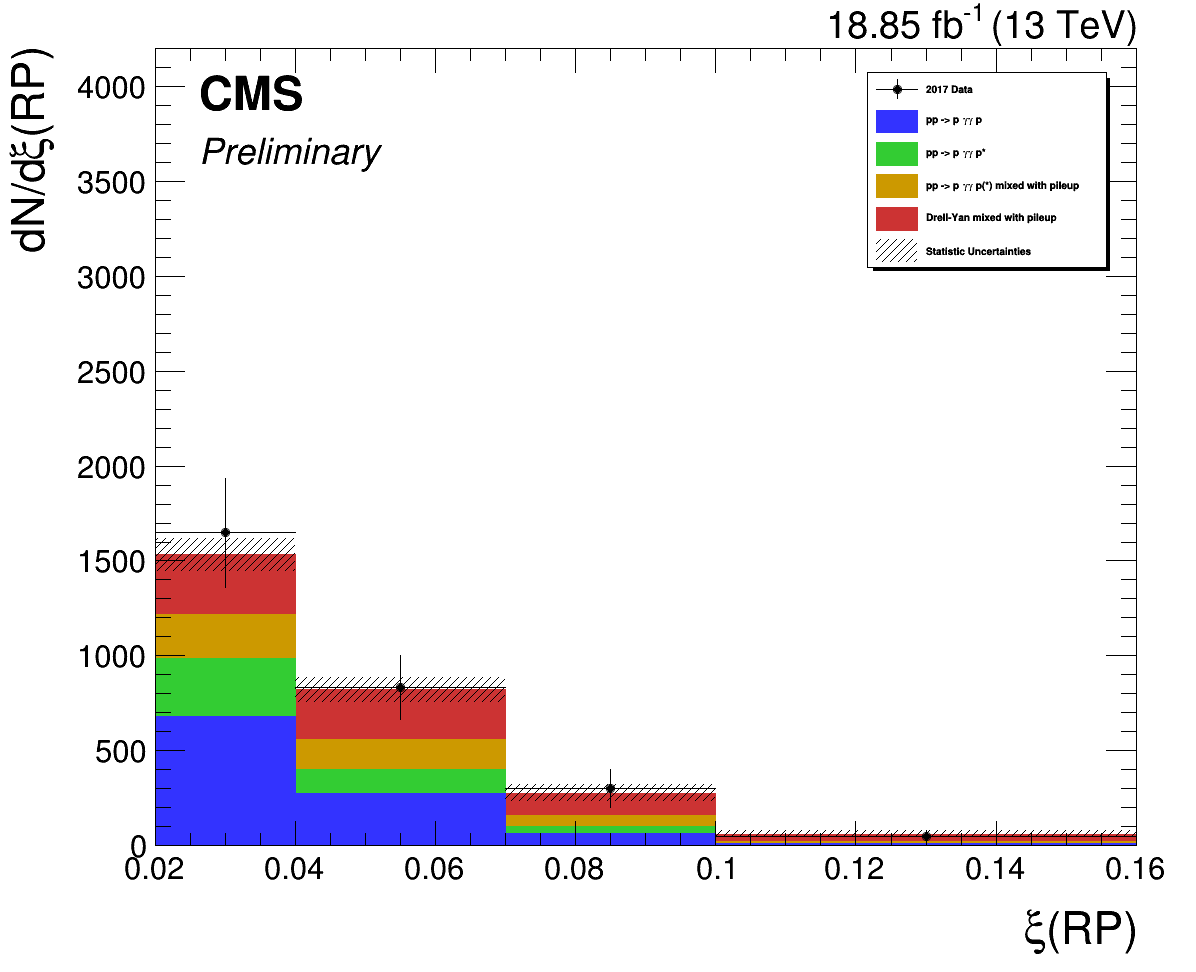 18.85 fb⁻¹ (13 TeV)
dN/dξ(RP)
CMS
Preliminary
2017 Data
pp -> p γγ p
pp -> p γγ p*
pp -> p γγ p(*) mixed with pileup
Drell-Yan mixed with pileup
Statistic Uncertainties
4000
3500
3000
2500
2000
1500
1000
500
0
0.02 0.04 0.06 0.08 0.1 0.12 0.14 0.16
ξ(RP)